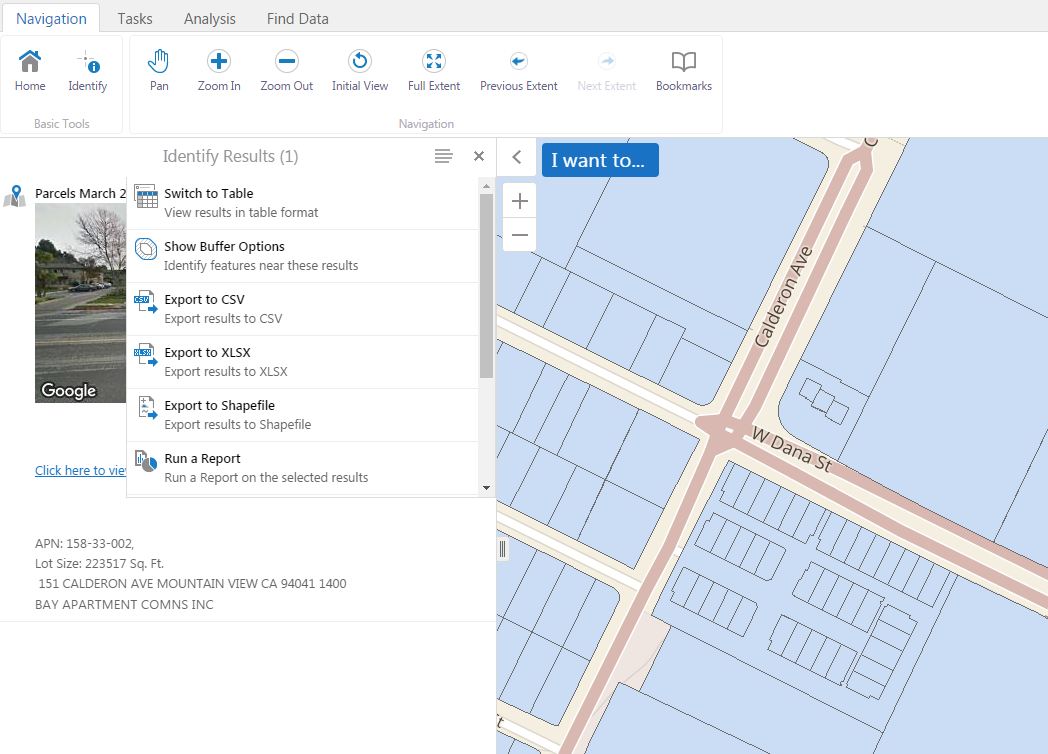 Navigation
Tasks
Analysis
Find Data
Home
Identify
Pan
Zoom In
Zoom Out
Initial View
Full Extent
Previous Extent
Next Extent
Bookmarks
Basic Tools
Navigation
Identify Results (1)
I want to...
Parcels March 2
Google
Click here to vie
Switch to Table
View results in table format
Show Buffer Options
Identify features near these results
CSV
Export to CSV
Export results to CSV
XLSX
Export to XLSX
Export results to XLSX
Export to Shapefile
Export results to Shapefile
Run a Report
Run a Report on the selected results
APN: 158-33-002,
Lot Size: 223517 Sq. Ft.
151 CALDERON AVE MOUNTAIN VIEW CA 94041 1400
BAY APARTMENT COMNS INC
C
Calderon Ave
W Dana St
t